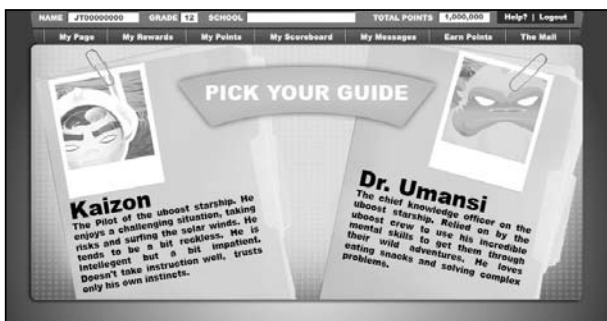 NAME JT00000000 GRADE 12 SCHOOL TOTAL POINTS 1,000,000 Help? | Logout
My Page My Rewards My Points My Scoreboard My Messages Earn Points The Mall
PICK YOUR GUIDE
Kaizon
The Pilot of the uboost starship. He
enjoys a challenging situation, taking
risks and surfing the solar winds. He
tends to be a bit reckless. He is
Intellegent but a bit impatient.
Doesn't take instruction well, trusts
only his own instincts.
Dr. Umansi
The chief knowledge officer on the
uboost starship. Relied on by the
uboost crew to use his incredible
mental skills to get them through
their wild adventures. He loves
eating snacks and solving complex
problems.